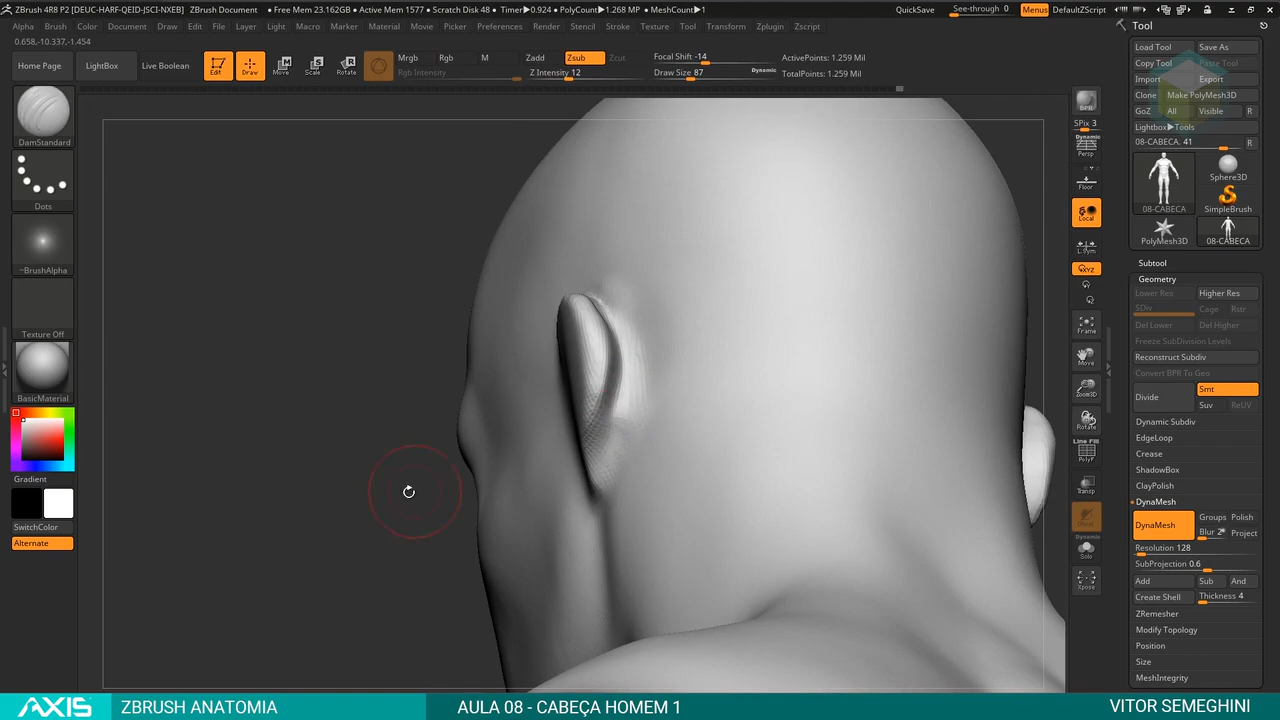 ZBrush 4R8 P2 [DEUC-HARF-QEID-JSCI-NXEB]   ZBrush Document   • Free Mem 23.162GB • Active Mem 1577 • Scratch Disk 48 • Timer▶0.924 • PolyCount▶1.268 MP • MeshCount▶1   QuickSave   See-through 0   Menus   DefaultZScript
Alpha Brush Color Document Draw Edit File Layer Light Macro Marker Material Movie Picker Preferences Render Stencil Stroke Texture Tool Transform Zplugin Zscript
0.658,-10.337,-1.454
Home Page
LightBox
Live Boolean
Edit
Draw
Move
Scale
Rotate
Mrgb Rgb M
Rgb Intensity
Zadd Zsub Zcut
Z Intensity 12
Focal Shift -14
Draw Size 87
Dynamic
ActivePoints: 1.259 Mil
TotalPoints: 1.259 Mil
DamStandard
Dots
~BrushAlpha
Texture Off
BasicMaterial
Gradient
SwitchColor
Alternate
BPR
SPix 3
Dynamic
Persp
Floor
Local
L.Sym
XYZ
Frame
Move
Zoom3D
Rotate
Line Fill
PolyF
Transp
Dynamic
Solo
Xpose
Tool
Load Tool Save As
Copy Tool Paste Tool
Import Export
Clone Make PolyMesh3D
GoZ All Visible R
Lightbox▶Tools
08-CABECA. 41 R
08-CABECA
Sphere3D
SimpleBrush
PolyMesh3D
08-CABECA
Subtool
Geometry
Lower Res Higher Res
SDiv Cage Rstr
Del Lower Del Higher
Freeze SubDivision Levels
Reconstruct Subdiv
Convert BPR To Geo
Divide
Smt
Suv ReUV
Dynamic Subdiv
EdgeLoop
Crease
ShadowBox
ClayPolish
DynaMesh
DynaMesh
Groups Polish
Blur 2 Project
Resolution 128
SubProjection 0.6
Add Sub And
Create Shell Thickness 4
ZRemesher
Modify Topology
Position
Size
MeshIntegrity
AXIS ZBRUSH ANATOMIA AULA 08 - CABEÇA HOMEM 1 VITOR SEMEGHINI